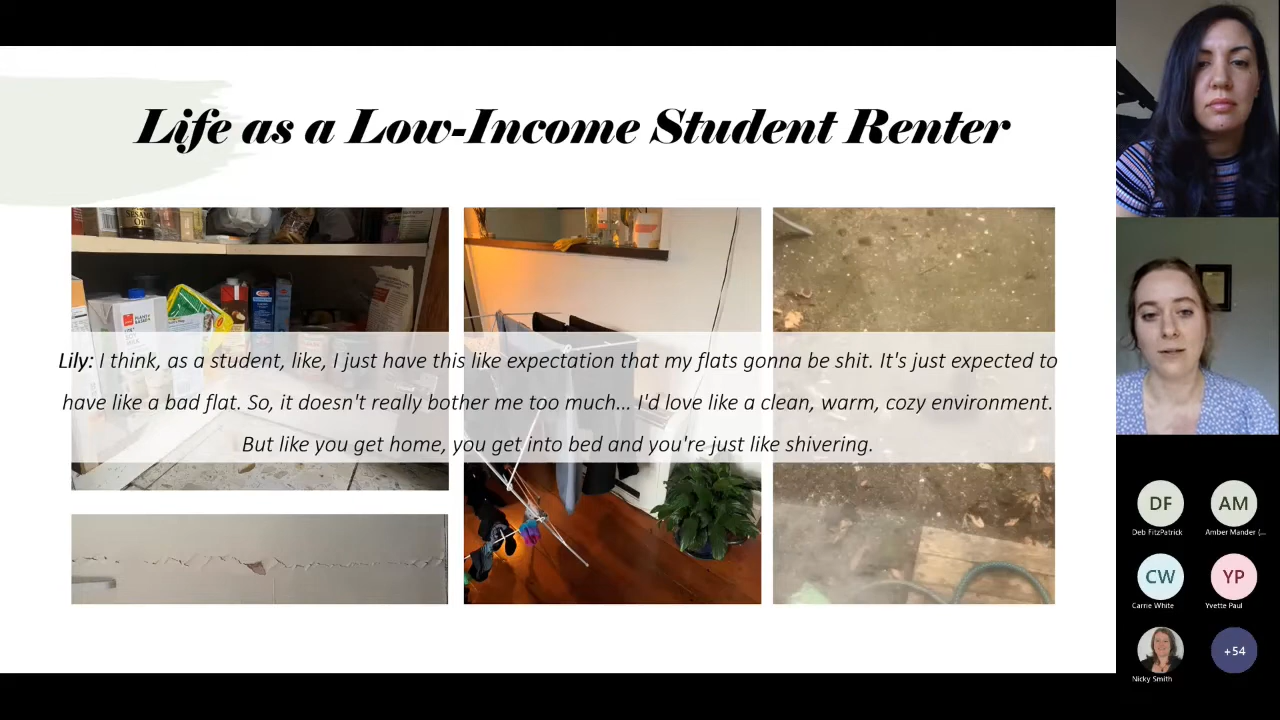 Life as a Low-Income Student Renter
SESAME
OIL
Lily: I think, as a student, like, I just have this like expectation that my flats gonna be shit. It's just expected to
have like a bad flat. So, it doesn't really bother me too much... I'd love like a clean, warm, cozy environment.
But like you get home, you get into bed and you're just like shivering.
DF
Deb FitzPatrick
AM
Amber Mander (...
CW
Carrie White
YP
Yvette Paul
Nicky Smith
+54